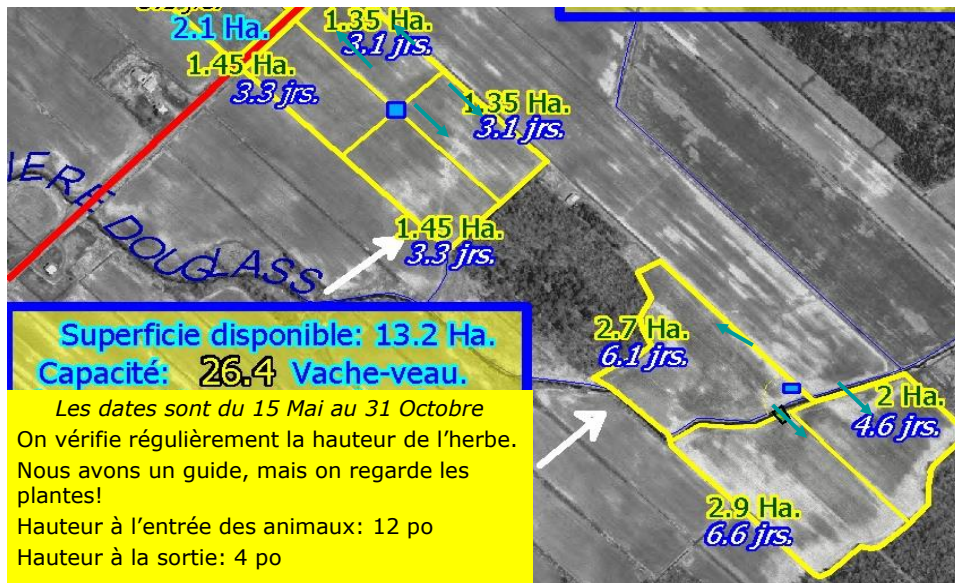 2.1 Ha.
1.35 Ha.
3.1 jrs.
1.45 Ha.
3.3 jrs.
1.35 Ha.
3.1 jrs.
1.45 Ha.
3.3 jrs.
DOUGLASS
2.7 Ha.
6.1 jrs.
2 Ha.
4.6 jrs.
2.9 Ha.
6.6 jrs.
Superficie disponible: 13.2 Ha.
Capacité: 26.4 Vache-veau.
Les dates sont du 15 Mai au 31 Octobre
On vérifie régulièrement la hauteur de l'herbe.
Nous avons un guide, mais on regarde les
plantes!
Hauteur à l'entrée des animaux: 12 po
Hauteur à la sortie: 4 po